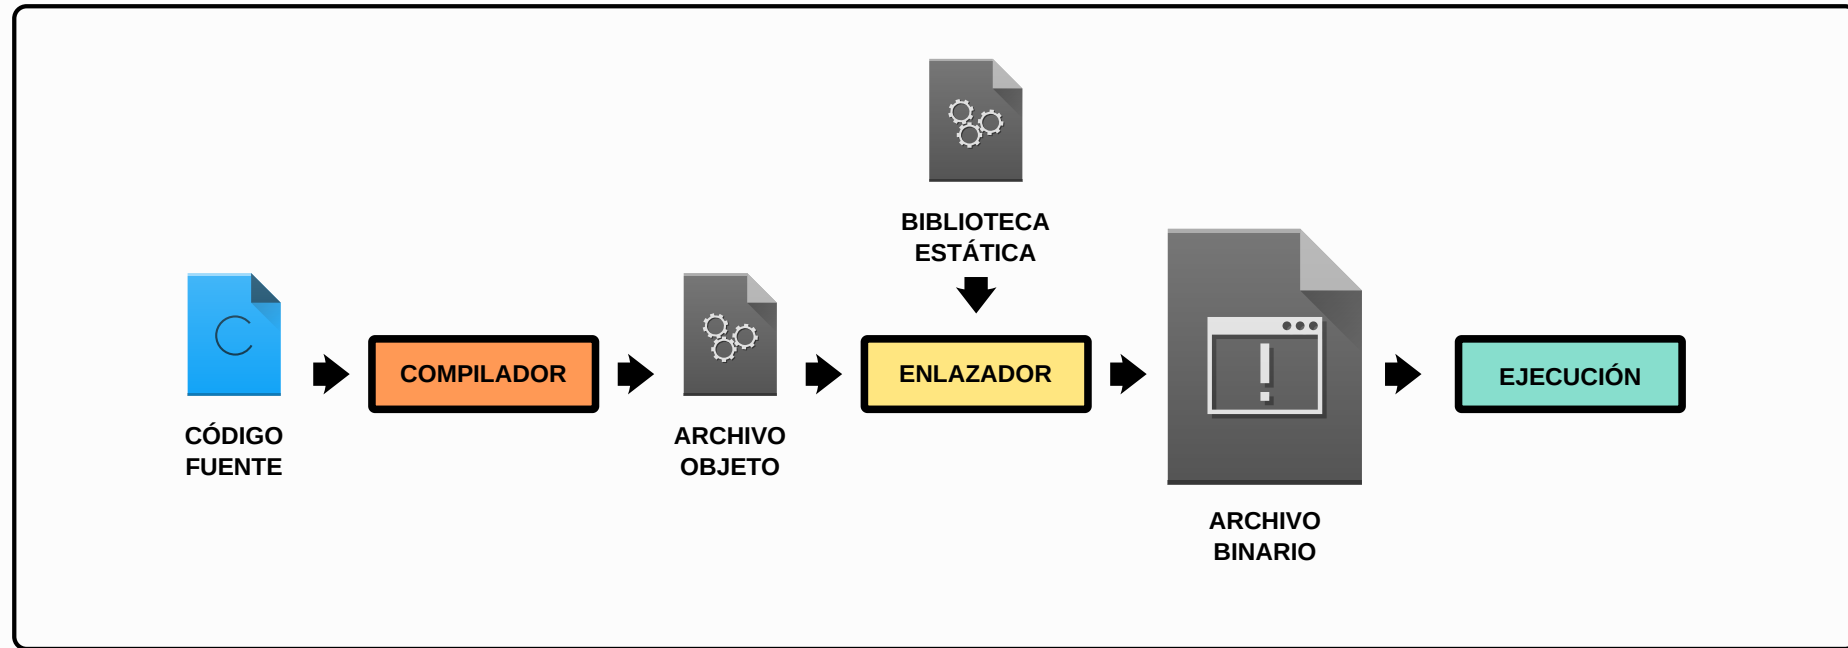 BIBLIOTECA
ESTÁTICA
C
COMPILADOR
ENLAZADOR
!
EJECUCIÓN
CÓDIGO
FUENTE
ARCHIVO
OBJETO
ARCHIVO
BINARIO